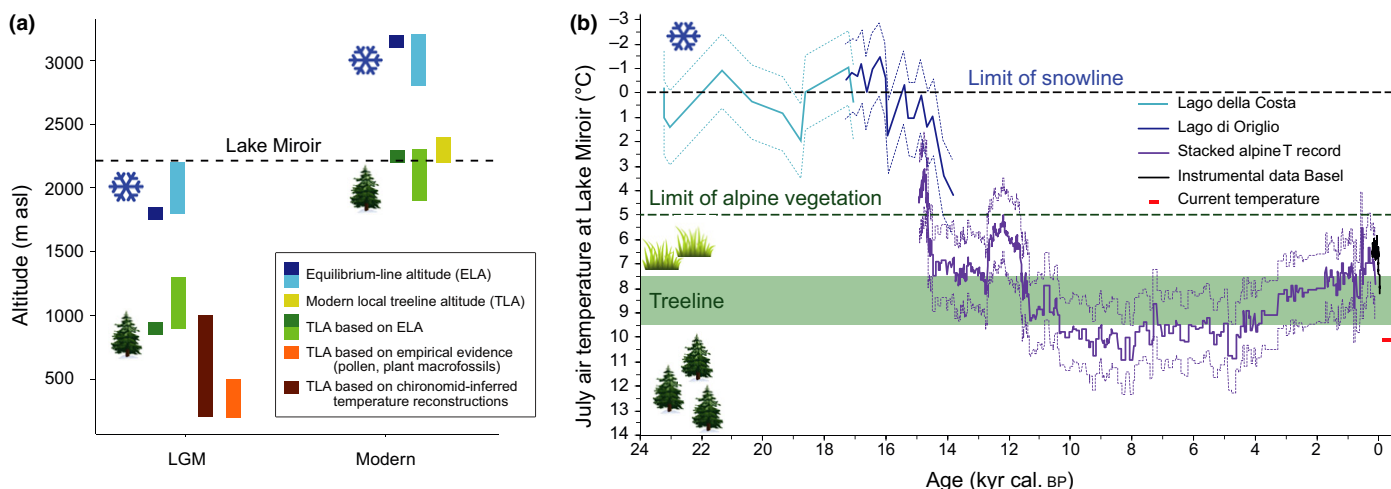 (a)
3000
2500
2000
1500
1000
500
Altitude (m asl)
Lake Miroir
Equilibrium-line altitude (ELA)
Modern local treeline altitude (TLA)
TLA based on ELA
TLA based on empirical evidence
(pollen, plant macrofossils)
TLA based on chironomid-inferred
temperature reconstructions
LGM
Modern
(b)
–3
–2
–1
0
1
2
3
4
5
6
7
8
9
10
11
12
13
14
July air temperature at Lake Miroir (°C)
Limit of snowline
Lago della Costa
Lago di Origlio
Stacked alpine T record
Instrumental data Basel
Current temperature
Limit of alpine vegetation
Treeline
24 22 20 18 16 14 12 10 8 6 4 2 0
Age (kyr cal. BP)